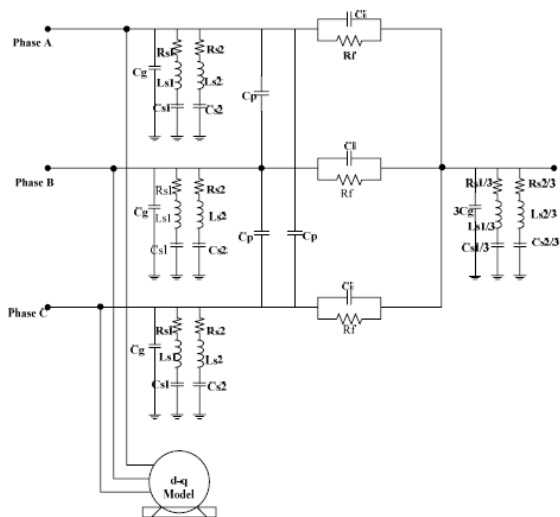 Phase A
Cg
Rs1
Ls1
Cs1
Rs2
Ls2
Cs2
Cp
Ci
Rf
Phase B
Cg
Rs1
Ls1
Cs1
Rs2
Ls2
Cs2
Cp
Cp
Ci
Rf
3Cg
Rs1/3
Ls1/3
Cs1/3
Rs2/3
Ls2/3
Cs2/3
Phase C
Cg
Rs1
Ls1
Cs1
Rs2
Ls2
Cs2
Ci
Rf
d-q
Model